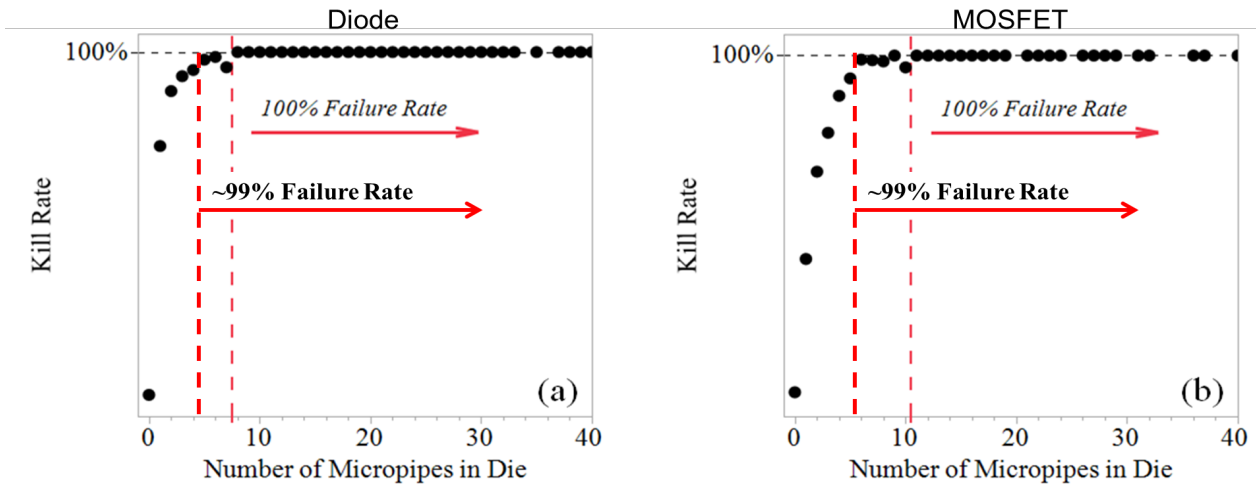 Diode
100%
100% Failure Rate
~99% Failure Rate
Kill Rate
(a)
0 10 20 30 40
Number of Micropipes in Die
MOSFET
100%
100% Failure Rate
~99% Failure Rate
Kill Rate
(b)
0 10 20 30 40
Number of Micropipes in Die